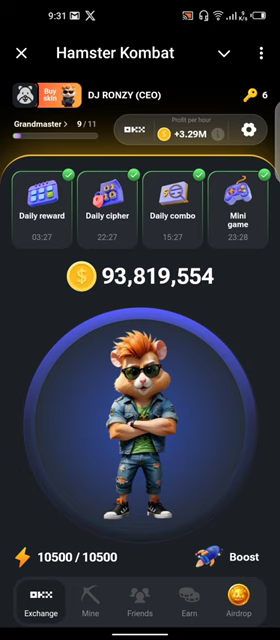 9:31
Hamster Kombat
Buy skin
DJ RONZY (CEO)
6
Grandmaster >
9 / 11
Profit per hour
OKX
+3.29M
Daily reward
03:27
Daily cipher
22:27
Daily combo
15:27
Mini game
23:28
93,819,554
10500 / 10500
Boost
OKX
Exchange
Mine
Friends
Earn
Airdrop